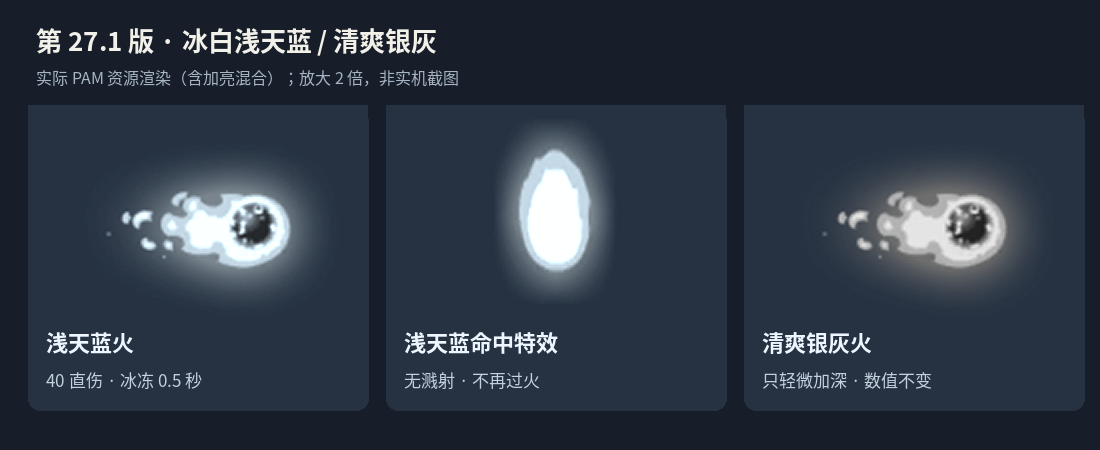 第 27.1 版 · 冰白浅天蓝 / 清爽银灰
实际 PAM 资源渲染（含加亮混合）；放大 2 倍，非实机截图
浅天蓝火
40 直伤 · 冰冻 0.5 秒
浅天蓝命中特效
无溅射 · 不再过火
清爽银灰火
只轻微加深 · 数值不变